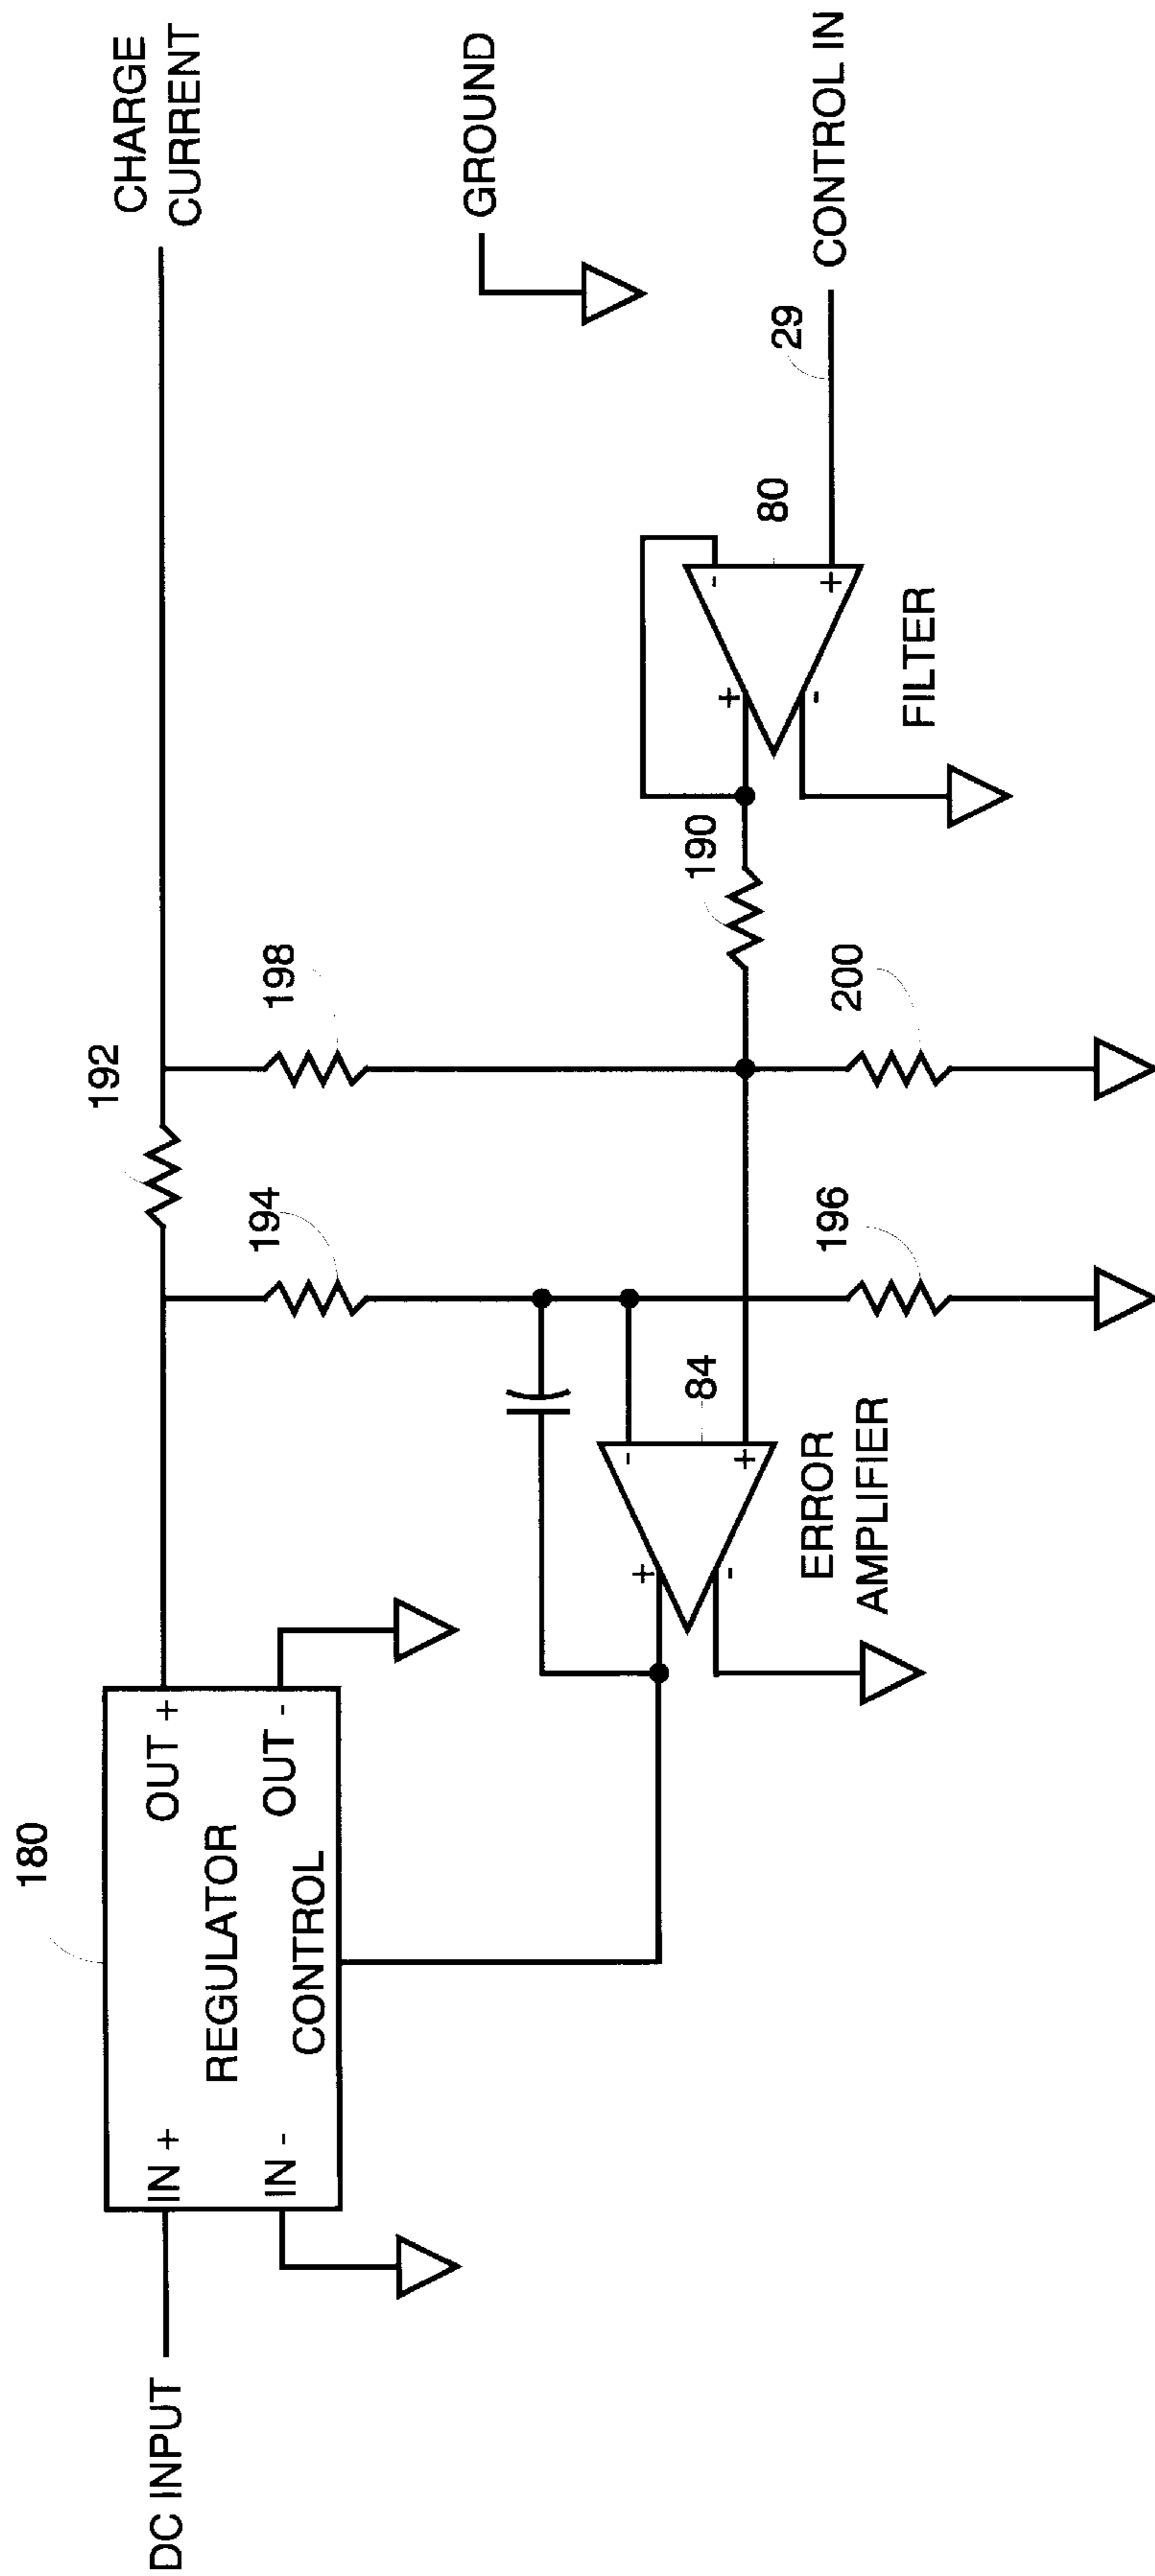 180
192
CHARGE
CURRENT
DC INPUT
IN +
OUT +
REGULATOR
IN -
OUT -
CONTROL
194
198
GROUND
84
190
-
+
+
-
ERROR
AMPLIFIER
196
200
80
-
+
+
-
FILTER
29
CONTROL IN